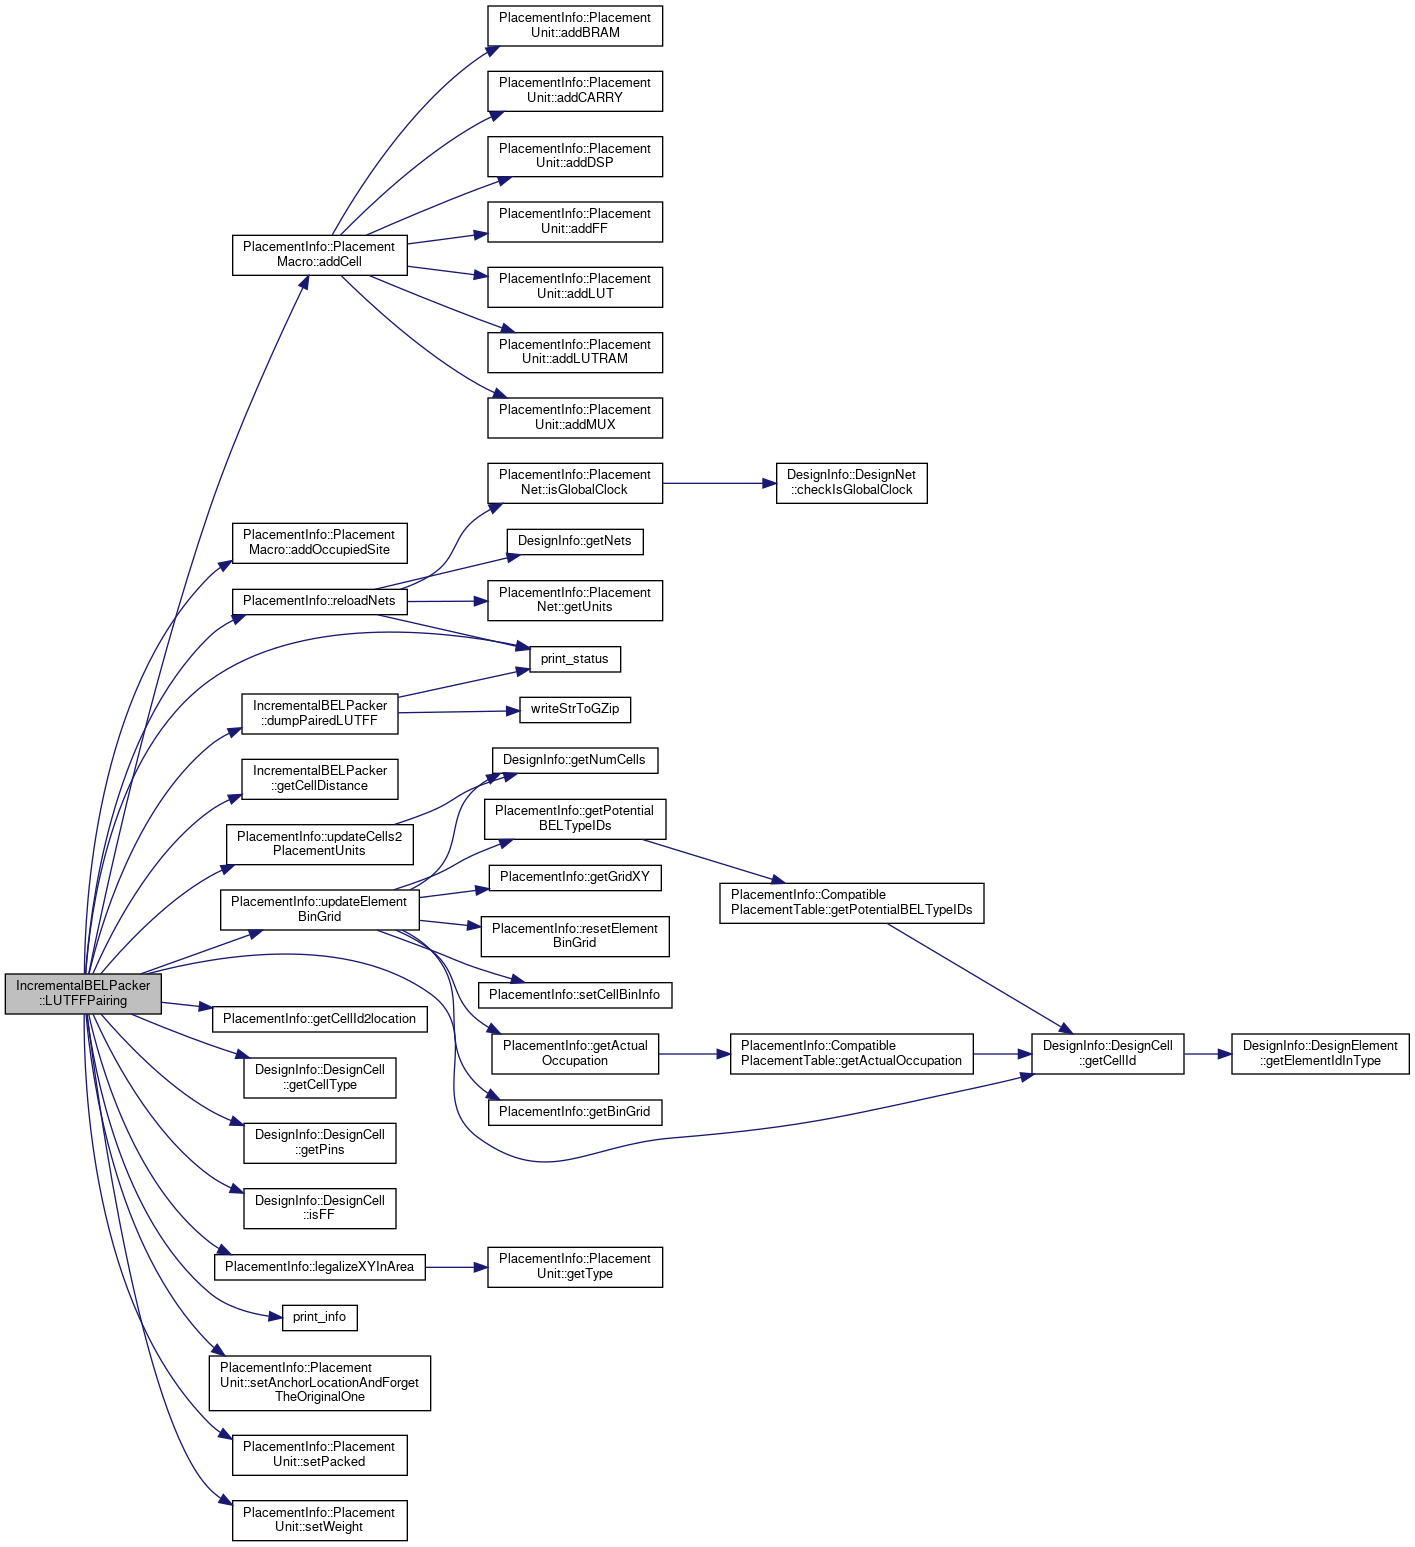 PlacementInfo::Placement
Unit::addBRAM
PlacementInfo::Placement
Unit::addCARRY
PlacementInfo::Placement
Unit::addDSP
PlacementInfo::Placement
Unit::addFF
PlacementInfo::Placement
Macro::addCell
PlacementInfo::Placement
Unit::addLUT
PlacementInfo::Placement
Unit::addLUTRAM
PlacementInfo::Placement
Unit::addMUX
PlacementInfo::Placement
Net::isGlobalClock
DesignInfo::DesignNet
::checkIsGlobalClock
PlacementInfo::Placement
Macro::addOccupiedSite
DesignInfo::getNets
PlacementInfo::reloadNets
PlacementInfo::Placement
Net::getUnits
print_status
IncrementalBELPacker
::dumpPairedLUTFF
writeStrToGZip
IncrementalBELPacker
::getCellDistance
DesignInfo::getNumCells
PlacementInfo::getPotential
BELTypeIDs
PlacementInfo::updateCells2
PlacementUnits
PlacementInfo::getGridXY
PlacementInfo::updateElement
BinGrid
PlacementInfo::Compatible
PlacementTable::getPotentialBELTypeIDs
PlacementInfo::resetElement
BinGrid
IncrementalBELPacker
::LUTFFPairing
PlacementInfo::setCellBinInfo
PlacementInfo::getCellId2location
PlacementInfo::getActual
Occupation
PlacementInfo::Compatible
PlacementTable::getActualOccupation
DesignInfo::DesignCell
::getCellId
DesignInfo::DesignElement
::getElementIdInType
DesignInfo::DesignCell
::getCellType
PlacementInfo::getBinGrid
DesignInfo::DesignCell
::getPins
DesignInfo::DesignCell
::isFF
PlacementInfo::legalizeXYInArea
PlacementInfo::Placement
Unit::getType
print_info
PlacementInfo::Placement
Unit::setAnchorLocationAndForget
TheOriginalOne
PlacementInfo::Placement
Unit::setPacked
PlacementInfo::Placement
Unit::setWeight